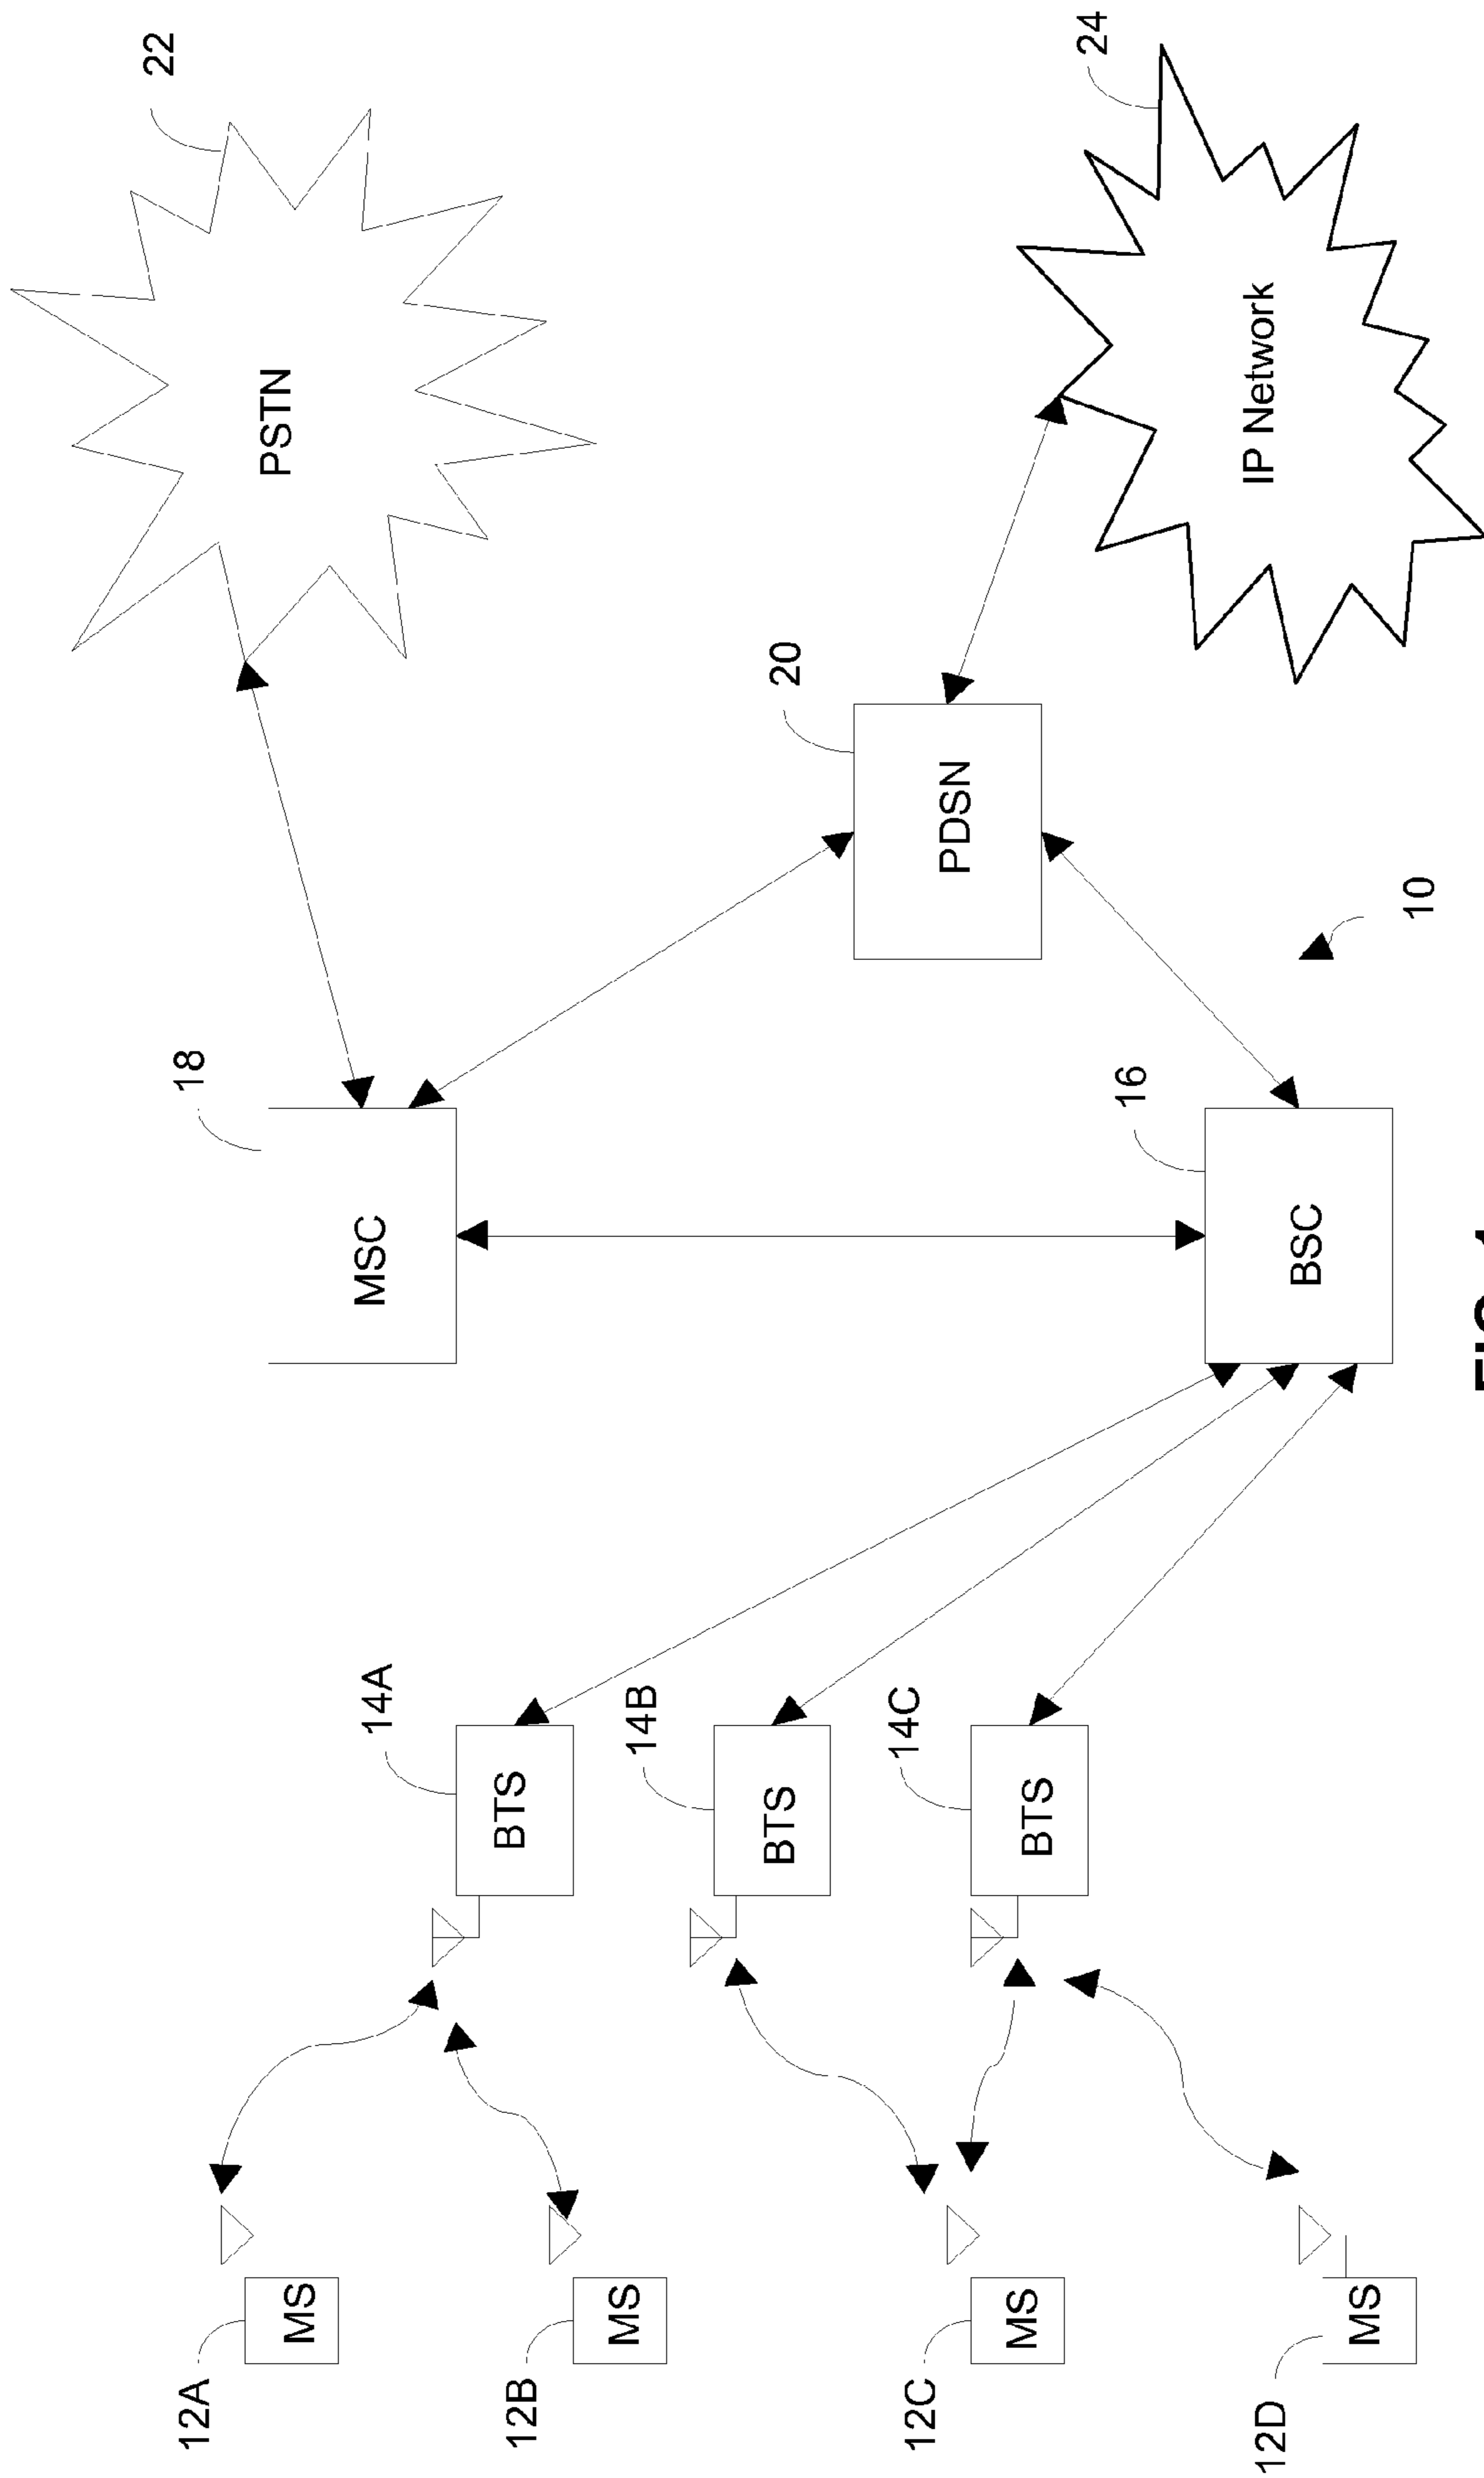 22
12A
18
PSTN
MS
MSC
14A
BTS
12B
MS
14B
BTS
20
14C
12C
PDSN
MS
BTS
24
16
IP Network
12D
BSC
MS
10
FIG